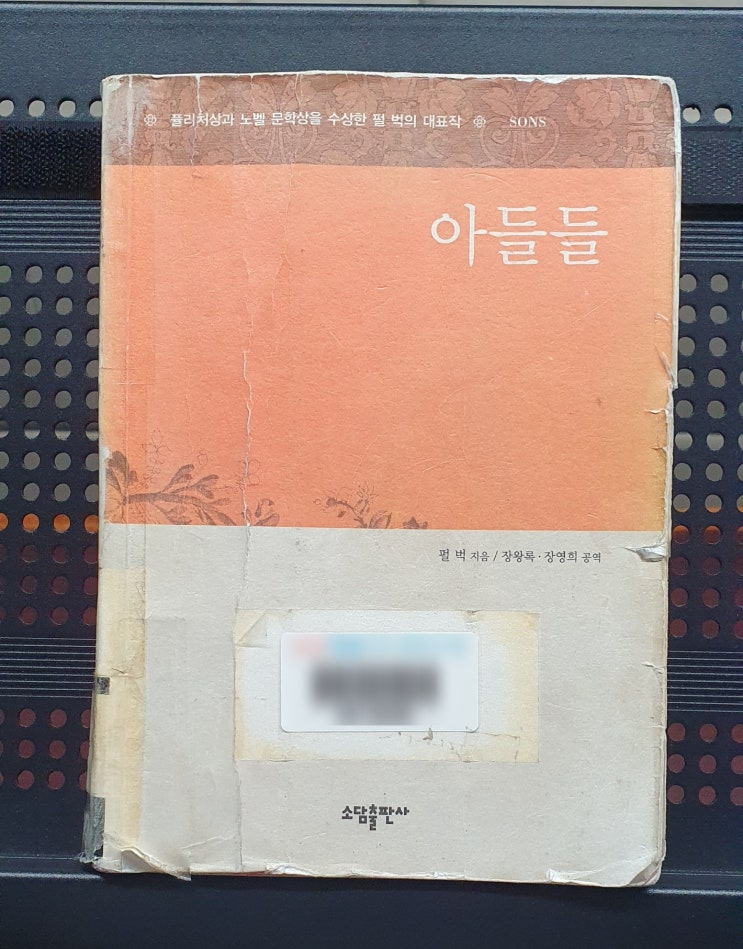 퓰리처상과 노벨 문학상을 수상한 펄 벅의 대표작 SONS
아들들
펄 벅 지음 / 장왕록·장영희 공역
소담출판사